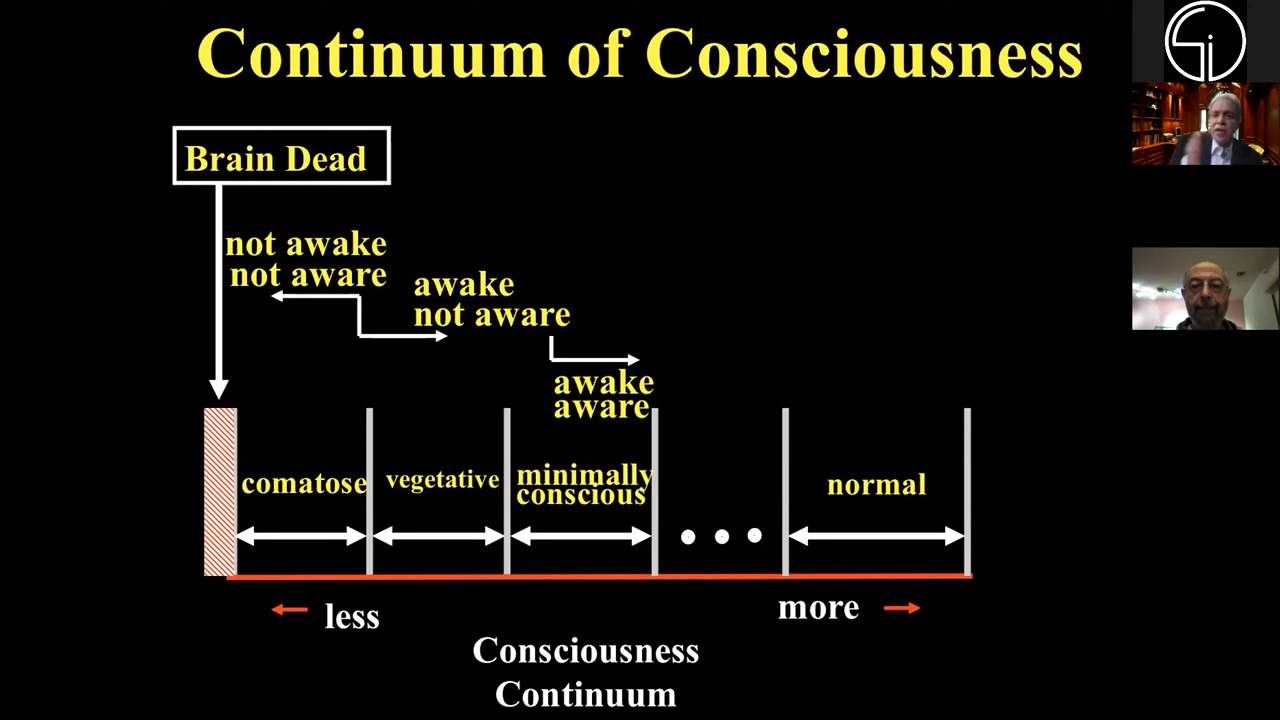 Continuum of Consciousness
Brain Dead
not awake
not aware
awake
not aware
awake
aware
comatose
vegetative
minimally
conscious
normal
less
more
Consciousness
Continuum